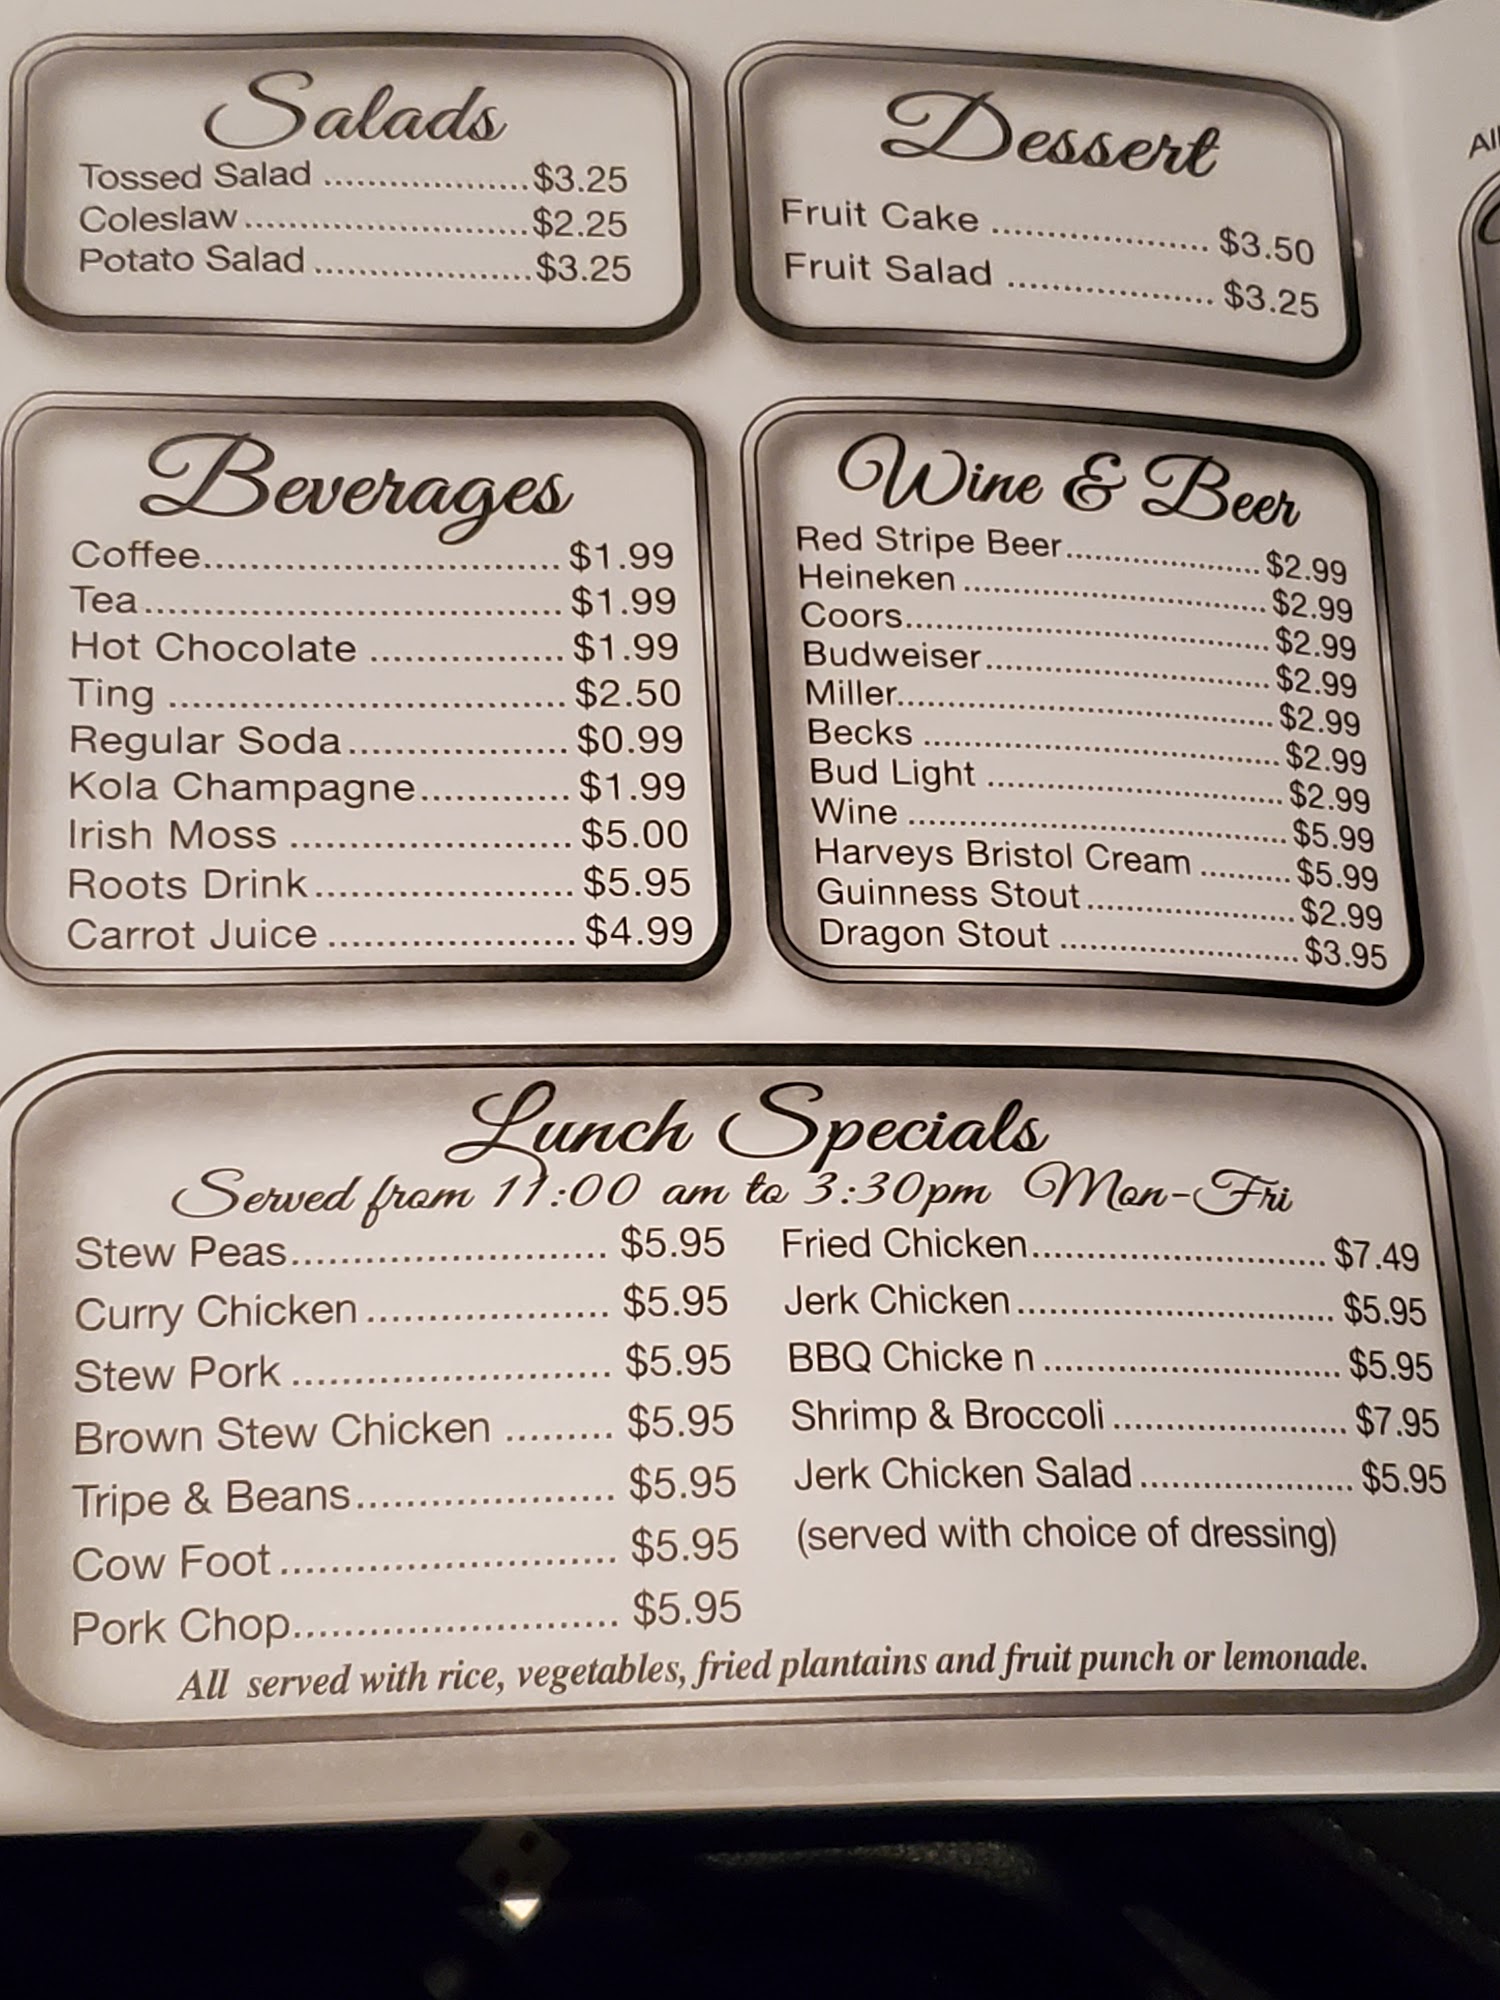 Salads
Tossed Salad ....................$3.25
Coleslaw ............................$2.25
Potato Salad .....................$3.25
Dessert
Fruit Cake .................... $3.50
Fruit Salad ................... $3.25
All
Beverages
Coffee.............................. $1.99
Tea................................... $1.99
Hot Chocolate ................. $1.99
Ting .................................. $2.50
Regular Soda................... $0.99
Kola Champagne............. $1.99
Irish Moss ........................ $5.00
Roots Drink...................... $5.95
Carrot Juice ..................... $4.99
Wine & Beer
Red Stripe Beer.................... $2.99
Heineken .............................. $2.99
Coors.................................... $2.99
Budweiser............................. $2.99
Miller..................................... $2.99
Becks ................................... $2.99
Bud Light .............................. $2.99
Wine ..................................... $5.99
Harveys Bristol Cream .......... $5.99
Guinness Stout ..................... $2.99
Dragon Stout ........................ $3.95
Lunch Specials
Served from 11:00 am to 3:30pm Mon-Fri
Stew Peas........................... $5.95
Curry Chicken .................... $5.95
Stew Pork ........................... $5.95
Brown Stew Chicken ......... $5.95
Tripe & Beans...................... $5.95
Cow Foot ............................ $5.95
Pork Chop........................... $5.95
Fried Chicken............................ $7.49
Jerk Chicken .............................. $5.95
BBQ Chicke n ............................ $5.95
Shrimp & Broccoli ...................... $7.95
Jerk Chicken Salad .................... $5.95
(served with choice of dressing)
All served with rice, vegetables, fried plantains and fruit punch or lemonade.